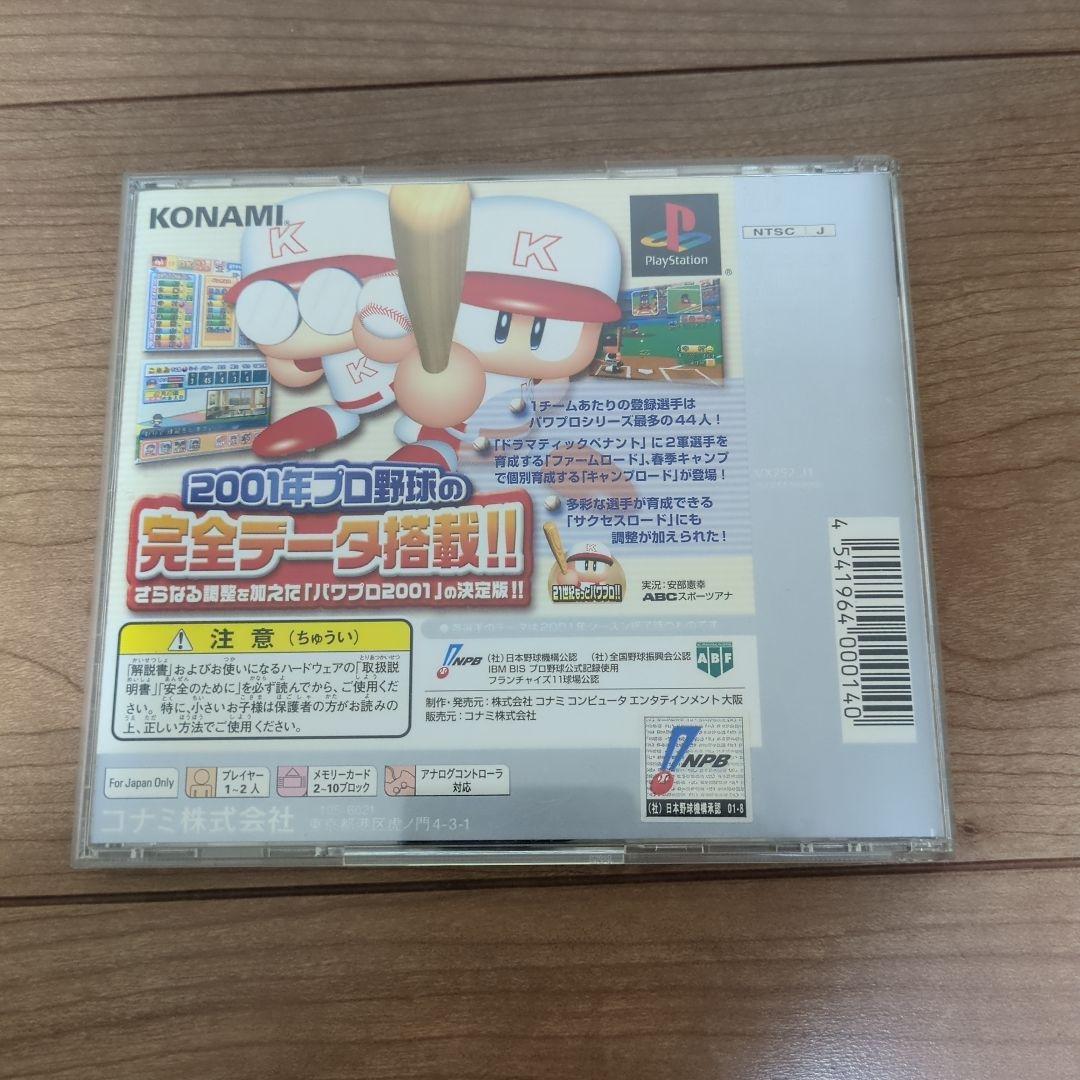 KONAMI
K
K
K
K
PlayStation
NTSC J
1チームあたりの登録選手は
パワプロシリーズ最多の44人！
「ドラマティックペナント」に2軍選手を
育成する「ファームロード」、春季キャンプ
で個別育成する「キャンプロード」が登場！
多彩な選手が育成できる
「サクセスロード」にも
調整が加えられた！
2001年プロ野球の
完全データ搭載!!
さらなる調整を加えた「パワプロ2001」の決定版!!
21世紀もっとパワプロ!!
実況：安部憲幸
ABCスポーツアナ
注意（ちゅうい）
「解説書」およびお使いになるハードウェアの「取扱説
明書」「安全のために」を必ず読んでから、ご使用くだ
さい。特に、小さいお子様は保護者の方がお読みの
上、正しい方法でご使用ください。
NPB
（社）日本野球機構公認 （社）全国野球振興会公認
IBM BIS プロ野球公式記録使用
フランチャイズ11球場公認
ABF
制作・発売元：株式会社 コナミ コンピュータ エンタテインメント 大阪
販売元：コナミ株式会社
4 541964 000140
NPB
（社）日本野球機構承認 01-8
For Japan Only
プレイヤー
1～2人
メモリーカード
2～10ブロック
アナログコントローラ
対応
コナミ株式会社
東京都港区虎ノ門4-3-1